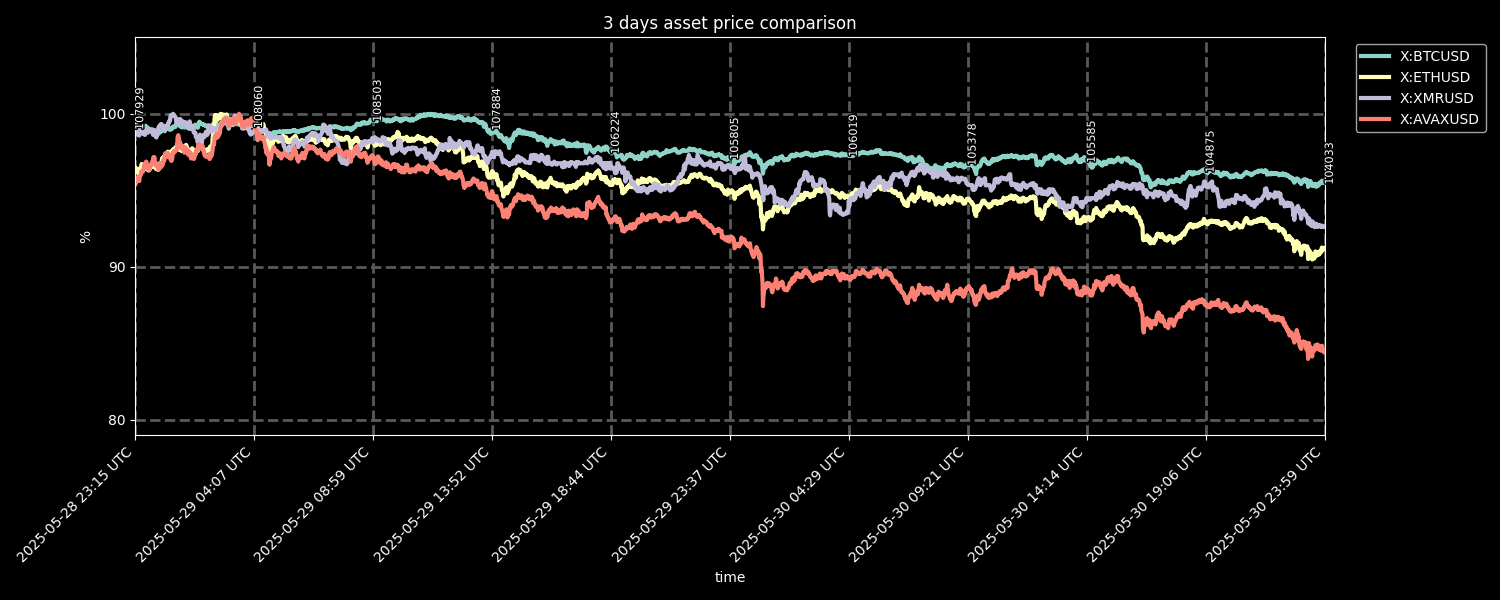 3 days asset price comparison
X:BTCUSD
X:ETHUSD
X:XMRUSD
X:AVAXUSD
100
90
80
%
107929
108060
108503
107884
106224
105805
106019
105378
105585
104875
104033
2025-05-28 23:15 UTC
2025-05-29 04:07 UTC
2025-05-29 08:59 UTC
2025-05-29 13:52 UTC
2025-05-29 18:44 UTC
2025-05-29 23:37 UTC
2025-05-30 04:29 UTC
2025-05-30 09:21 UTC
2025-05-30 14:14 UTC
2025-05-30 19:06 UTC
2025-05-30 23:59 UTC
time